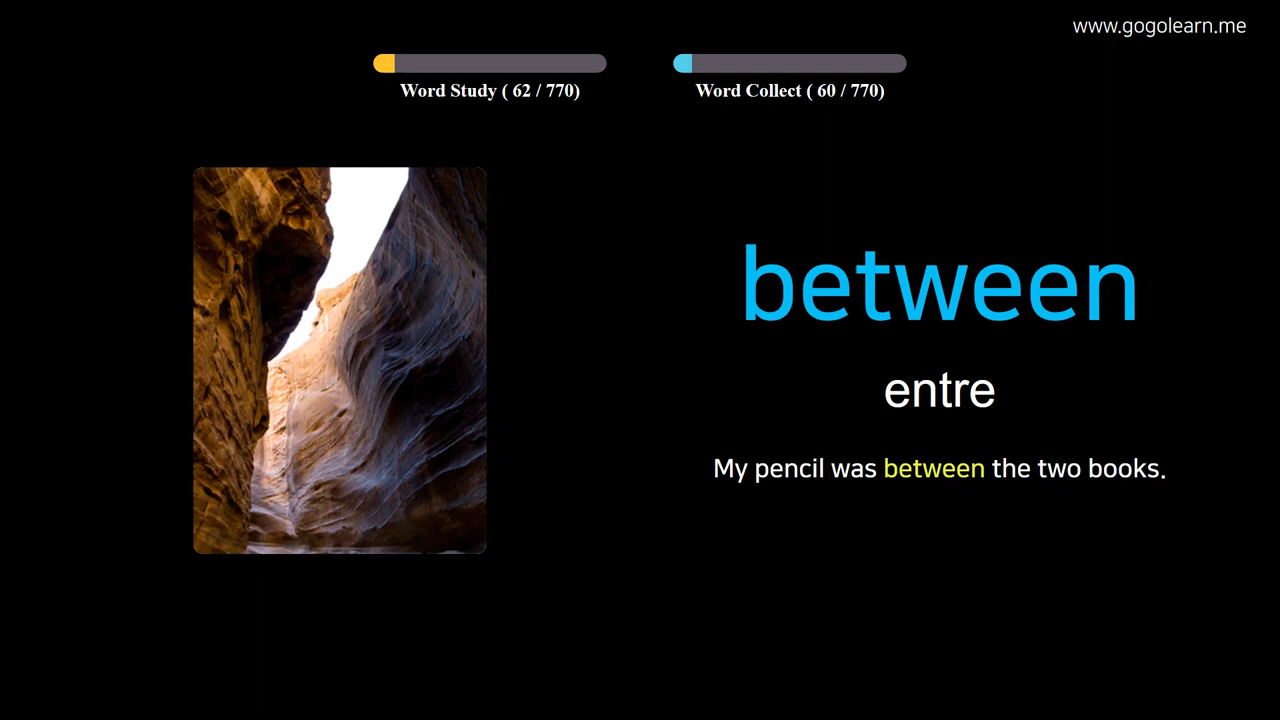 www.gogolearn.me
Word Study ( 62 / 770)
Word Collect ( 60 / 770)
between
entre
My pencil was between the two books.